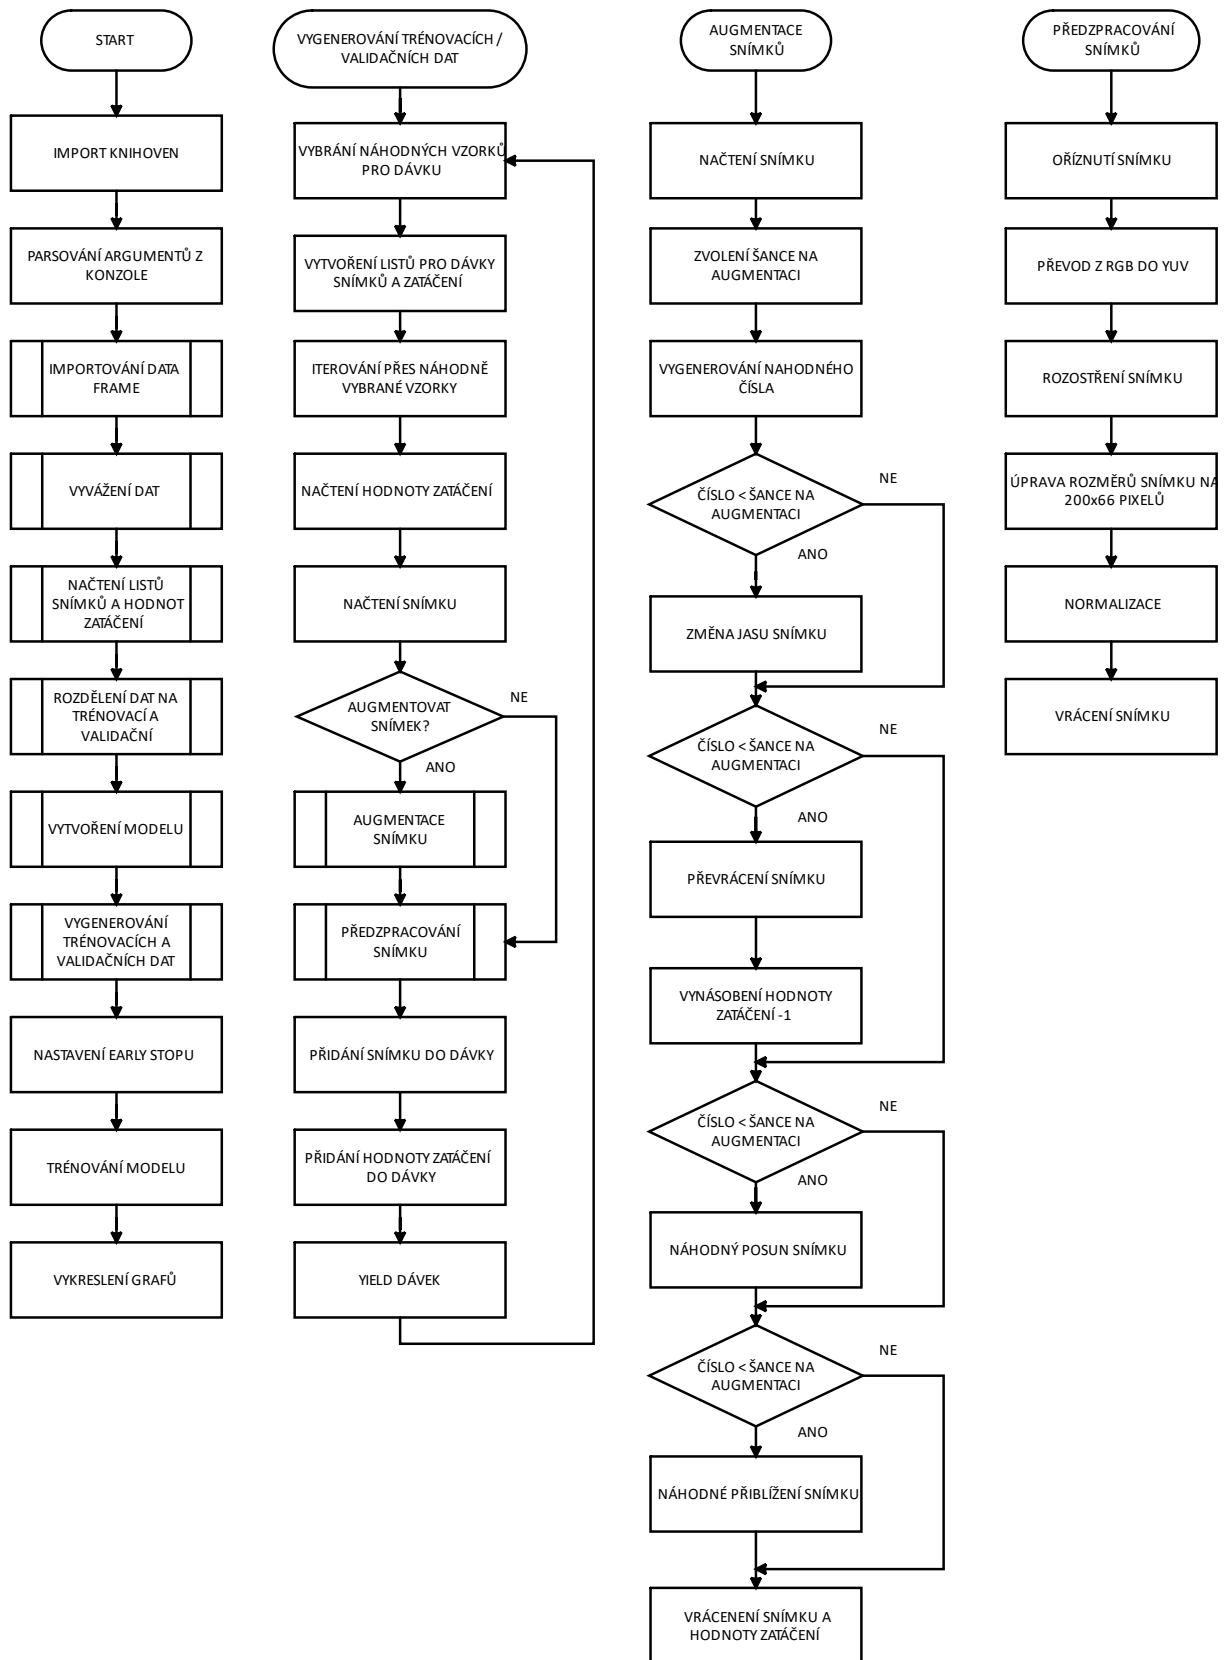 START
IMPORT KNIHOVEN
PARSOVÁNÍ ARGUMENTŮ Z
KONZOLE
IMPORTOVÁNÍ DATA
FRAME
VYVÁŽENÍ DAT
NAČTENÍ LISTŮ
SNÍMKŮ A HODNOT
ZATÁČENÍ
ROZDĚLENÍ DAT NA
TRÉNOVACÍ A
VALIDAČNÍ
VYTVOŘENÍ MODELU
VYGENEROVÁNÍ
TRÉNOVACÍCH A
VALIDAČNÍCH DAT
NASTAVENÍ EARLY STOPU
TRÉNOVÁNÍ MODELU
VYKRESLENÍ GRAFŮ
VYGENEROVÁNÍ TRÉNOVACÍCH /
VALIDAČNÍCH DAT
VYBRÁNÍ NÁHODNÝCH VZORKŮ
PRO DÁVKU
VYTVOŘENÍ LISTŮ PRO DÁVKY
SNÍMKŮ A ZATÁČENÍ
ITEROVÁNÍ PŘES NÁHODNĚ
VYBRANÉ VZORKY
NAČTENÍ HODNOTY ZATÁČENÍ
NAČTENÍ SNÍMKU
AUGMENTOVAT
SNÍMEK?
NE
ANO
AUGMENTACE
SNÍMKU
PŘEDZPRACOVÁNÍ
SNÍMKU
PŘIDÁNÍ SNÍMKU DO DÁVKY
PŘIDÁNÍ HODNOTY ZATÁČENÍ
DO DÁVKY
YIELD DÁVEK
AUGMENTACE
SNÍMKŮ
NAČTENÍ SNÍMKU
ZVOLENÍ ŠANCE NA
AUGMENTACI
VYGENEROVÁNÍ NAHODNÉHO
ČÍSLA
ČÍSLO < ŠANCE NA
AUGMENTACI
NE
ANO
ZMĚNA JASU SNÍMKU
ČÍSLO < ŠANCE NA
AUGMENTACI
NE
ANO
PŘEVRÁCENÍ SNÍMKU
VYNÁSOBENÍ HODNOTY
ZATÁČENÍ -1
ČÍSLO < ŠANCE NA
AUGMENTACI
NE
ANO
NÁHODNÝ POSUN SNÍMKU
ČÍSLO < ŠANCE NA
AUGMENTACI
NE
ANO
NÁHODNÉ PŘIBLÍŽENÍ SNÍMKU
VRÁCENENÍ SNÍMKU A
HODNOTY ZATÁČENÍ
PŘEDZPRACOVÁNÍ
SNÍMKŮ
OŘÍZNUTÍ SNÍMKU
PŘEVOD Z RGB DO YUV
ROZOSTŘENÍ SNÍMKU
ÚPRAVA ROZMĚRŮ SNÍMKU NA
200x66 PIXELŮ
NORMALIZACE
VRÁCENÍ SNÍMKU